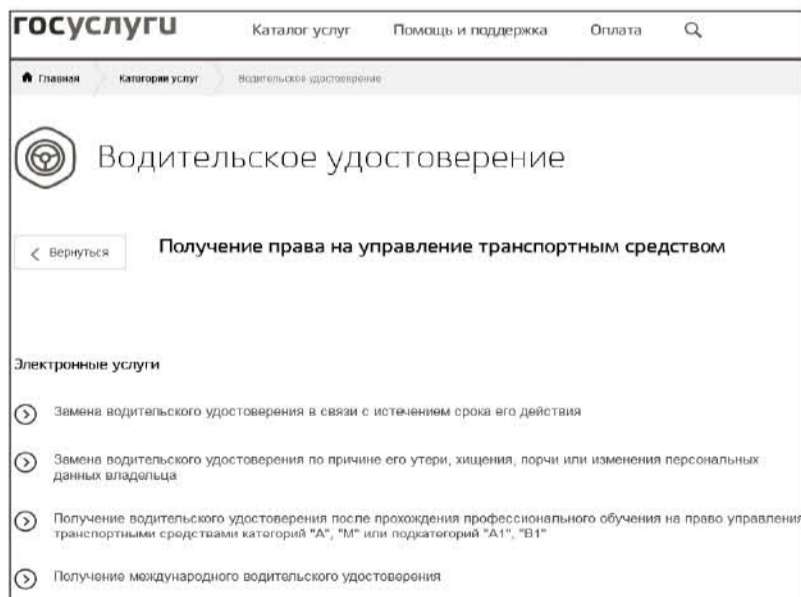 госуслуги Каталог услуг Помощь и поддержка Оплата
Главная Категории услуг Водительское удостоверение
Водительское удостоверение
Вернуться Получение права на управление транспортным средством
Электронные услуги
Замена водительского удостоверения в связи с истечением срока его действия
Замена водительского удостоверения по причине его утери, хищения, порчи или изменения персональных
данных владельца
Получение водительского удостоверения после прохождения профессионального обучения на право управления
транспортными средствами категорий "А", "М" или подкатегорий "А1", "В1"
Получение международного водительского удостоверения